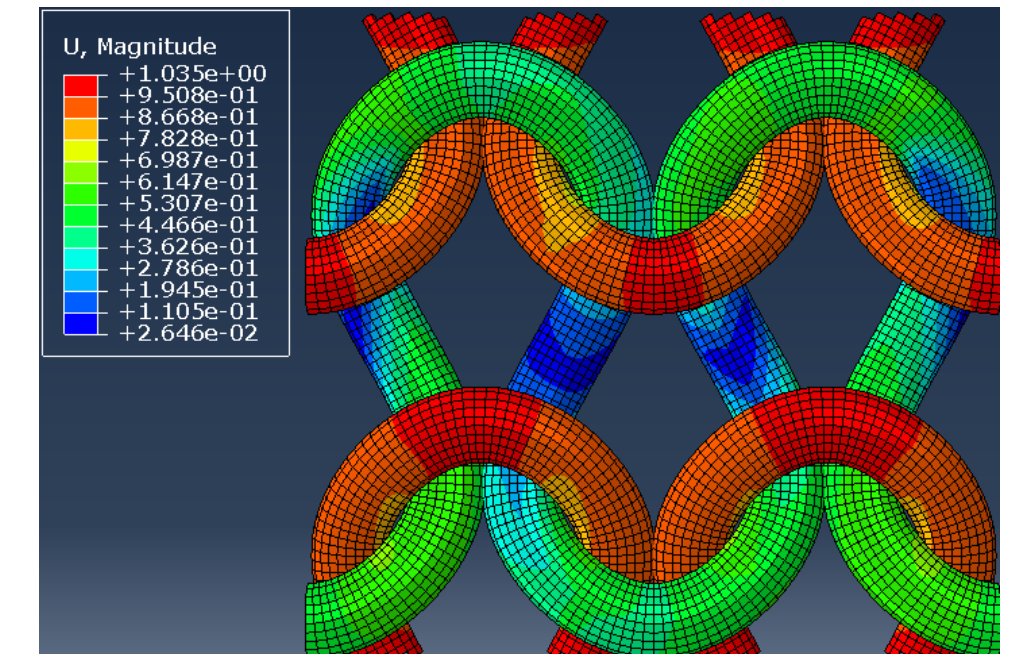 U, Magnitude
+1.035e+00
+9.508e-01
+8.668e-01
+7.828e-01
+6.987e-01
+6.147e-01
+5.307e-01
+4.466e-01
+3.626e-01
+2.786e-01
+1.945e-01
+1.105e-01
+2.646e-02